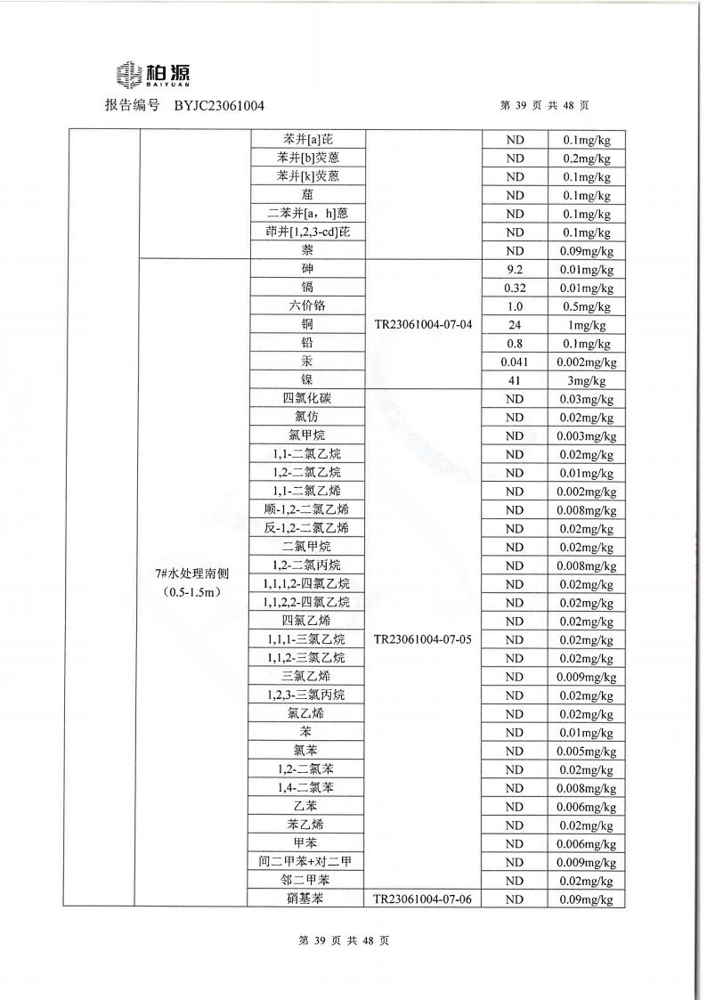 柏源
BAIYUAN
报告编号 BYJC23061004
第 39 页 共 48 页
苯并[a]芘 ND 0.1mg/kg
苯并[b]荧蒽 ND 0.2mg/kg
苯并[k]荧蒽 ND 0.1mg/kg
䓛 ND 0.1mg/kg
二苯并[a，h]蒽 ND 0.1mg/kg
茚并[1,2,3-cd]芘 ND 0.1mg/kg
萘 ND 0.09mg/kg
砷 9.2 0.01mg/kg
镉 0.32 0.01mg/kg
六价铬 1.0 0.5mg/kg
铜 TR23061004-07-04 24 1mg/kg
铅 0.8 0.1mg/kg
汞 0.041 0.002mg/kg
镍 41 3mg/kg
四氯化碳 ND 0.03mg/kg
氯仿 ND 0.02mg/kg
氯甲烷 ND 0.003mg/kg
1,1-二氯乙烷 ND 0.02mg/kg
1,2-二氯乙烷 ND 0.01mg/kg
1,1-二氯乙烯 ND 0.002mg/kg
顺-1,2-二氯乙烯 ND 0.008mg/kg
反-1,2-二氯乙烯 ND 0.02mg/kg
二氯甲烷 ND 0.02mg/kg
1,2-二氯丙烷 ND 0.008mg/kg
7#水处理南侧
（0.5-1.5m）
1,1,1,2-四氯乙烷 ND 0.02mg/kg
1,1,2,2-四氯乙烷 ND 0.02mg/kg
四氯乙烯 ND 0.02mg/kg
1,1,1-三氯乙烷 TR23061004-07-05 ND 0.02mg/kg
1,1,2-三氯乙烷 ND 0.02mg/kg
三氯乙烯 ND 0.009mg/kg
1,2,3-三氯丙烷 ND 0.02mg/kg
氯乙烯 ND 0.02mg/kg
苯 ND 0.01mg/kg
氯苯 ND 0.005mg/kg
1,2-二氯苯 ND 0.02mg/kg
1,4-二氯苯 ND 0.008mg/kg
乙苯 ND 0.006mg/kg
苯乙烯 ND 0.02mg/kg
甲苯 ND 0.006mg/kg
间二甲苯+对二甲 ND 0.009mg/kg
邻二甲苯 ND 0.02mg/kg
硝基苯 TR23061004-07-06 ND 0.09mg/kg
第 39 页 共 48 页